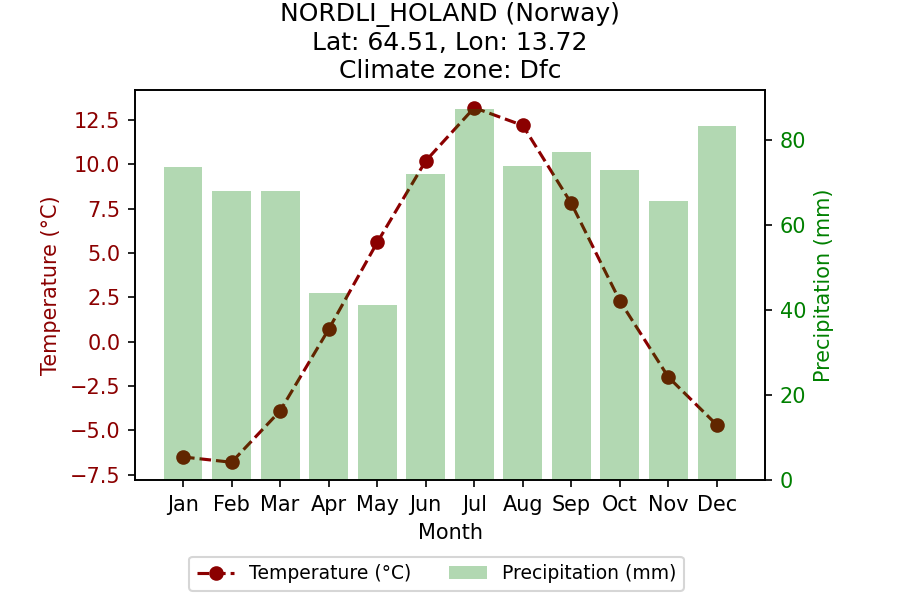 NORDLI_HOLAND (Norway)
Lat: 64.51, Lon: 13.72
Climate zone: Dfc
Temperature (°C)
12.5
10.0
7.5
5.0
2.5
0.0
−2.5
−5.0
−7.5
80
60
40
20
0
Precipitation (mm)
Jan Feb Mar Apr May Jun Jul Aug Sep Oct Nov Dec
Month
Temperature (°C) Precipitation (mm)